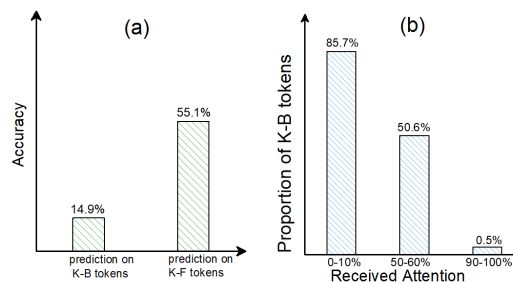 (a)
Accuracy
14.9%
55.1%
prediction on
K-B tokens
prediction on
K-F tokens
(b)
Proportion of K-B tokens
85.7%
50.6%
0.5%
0-10%
50-60%
90-100%
Received Attention